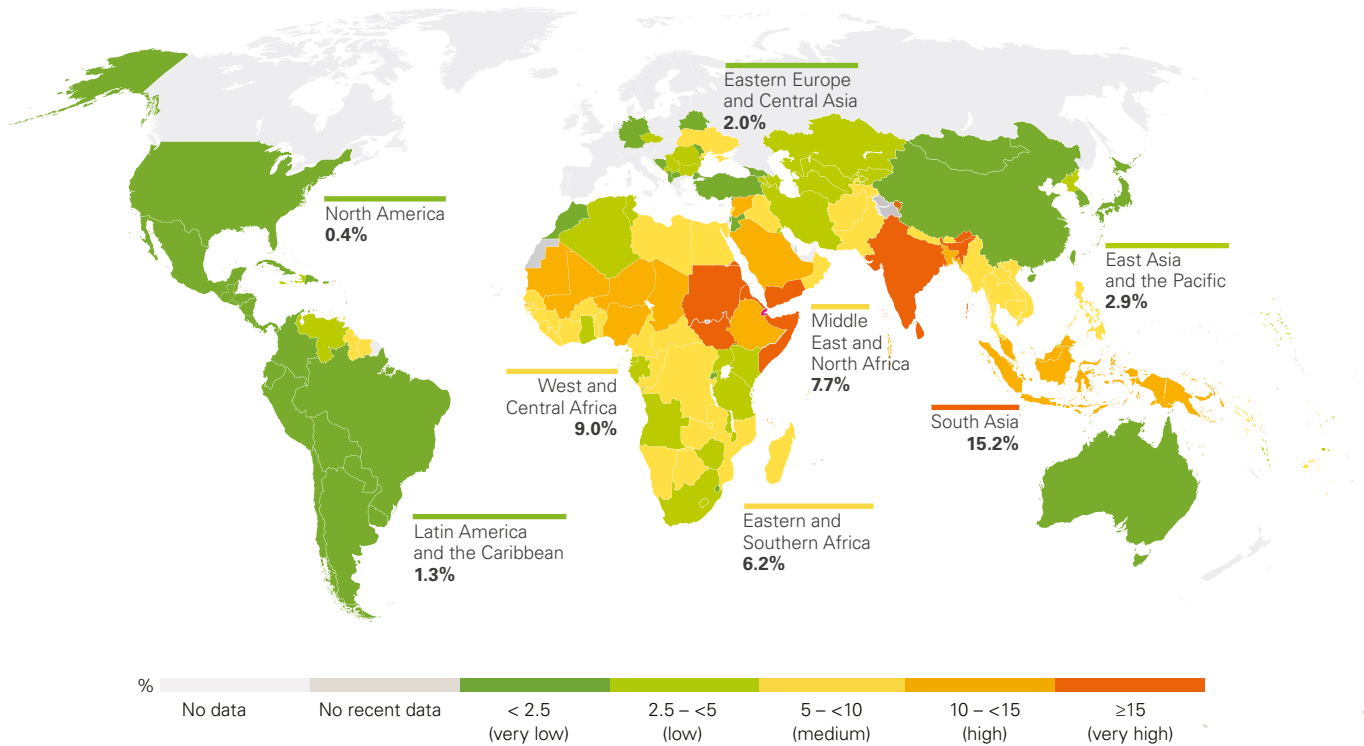 Eastern Europe
and Central Asia
2.0%
North America
0.4%
East Asia
and the Pacific
2.9%
Middle
East and
North Africa
7.7%
West and
Central Africa
9.0%
South Asia
15.2%
Eastern and
Southern Africa
6.2%
Latin America
and the Caribbean
1.3%
%
No data
No recent data
< 2.5
(very low)
2.5 – <5
(low)
5 – <10
(medium)
10 – <15
(high)
≥15
(very high)